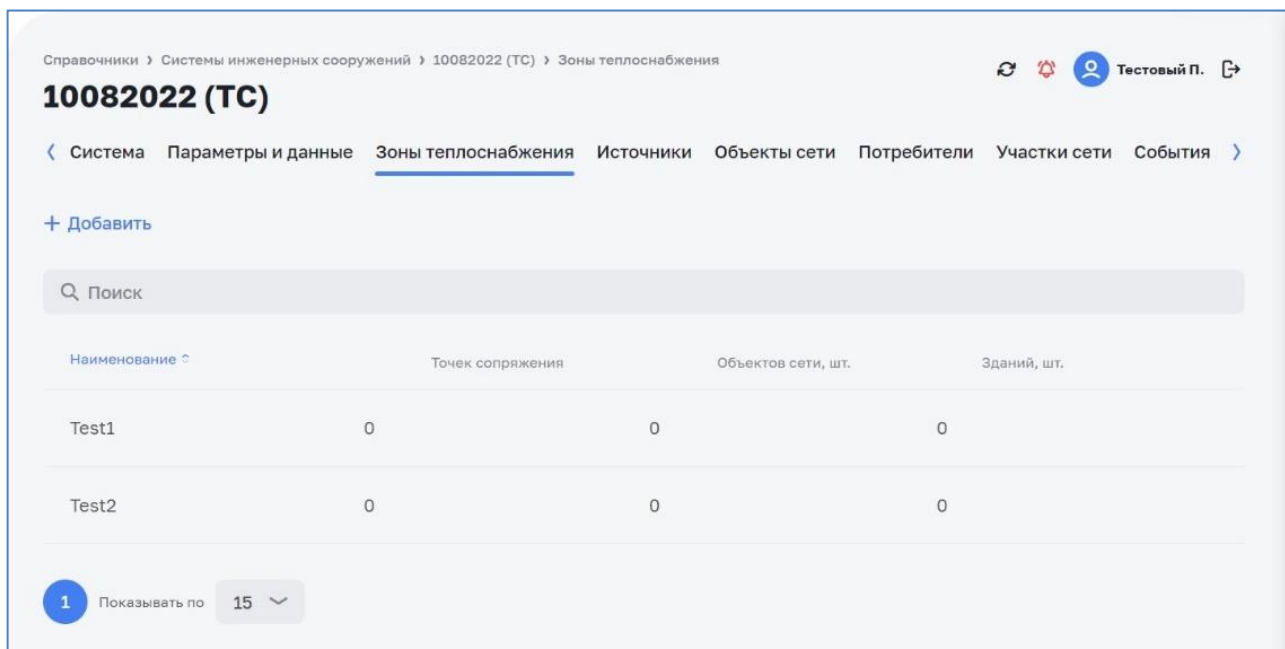 Справочники › Системы инженерных сооружений › 10082022 (ТС) › Зоны теплоснабжения
Тестовый П.
10082022 (ТС)
Система Параметры и данные Зоны теплоснабжения Источники Объекты сети Потребители Участки сети События
+ Добавить
Поиск
Наименование Точек сопряжения Объектов сети, шт. Зданий, шт.
Test1 0 0 0
Test2 0 0 0
1 Показывать по 15